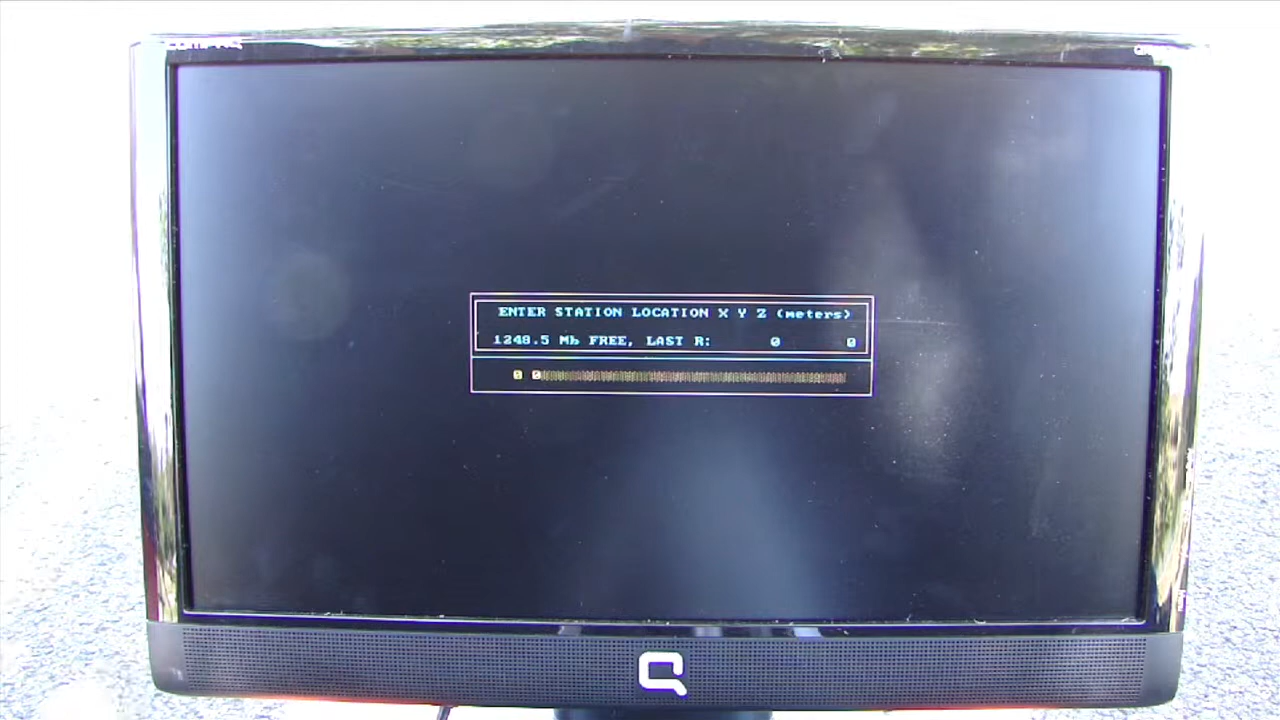 ENTER STATION LOCATION X Y Z (meters)
1248.5 Mb FREE, LAST R: 0 0
0 0